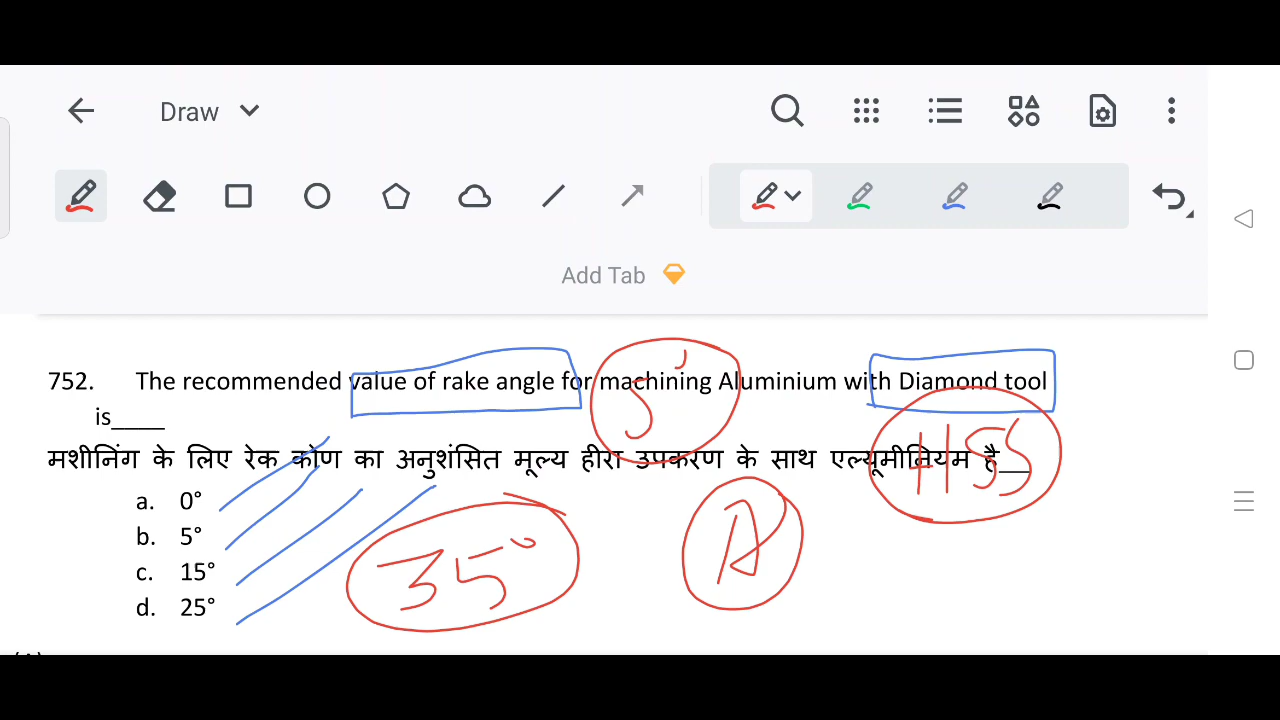 Draw
Add Tab
752. The recommended value of rake angle for machining Aluminium with Diamond tool
is____
5'
मशीनिंग के लिए रेक कोण का अनुशंसित मूल्य हीरा उपकरण के साथ एल्यूमीनियम है__
HSS
a. 0°
b. 5°
c. 15°
d. 25°
35°
A